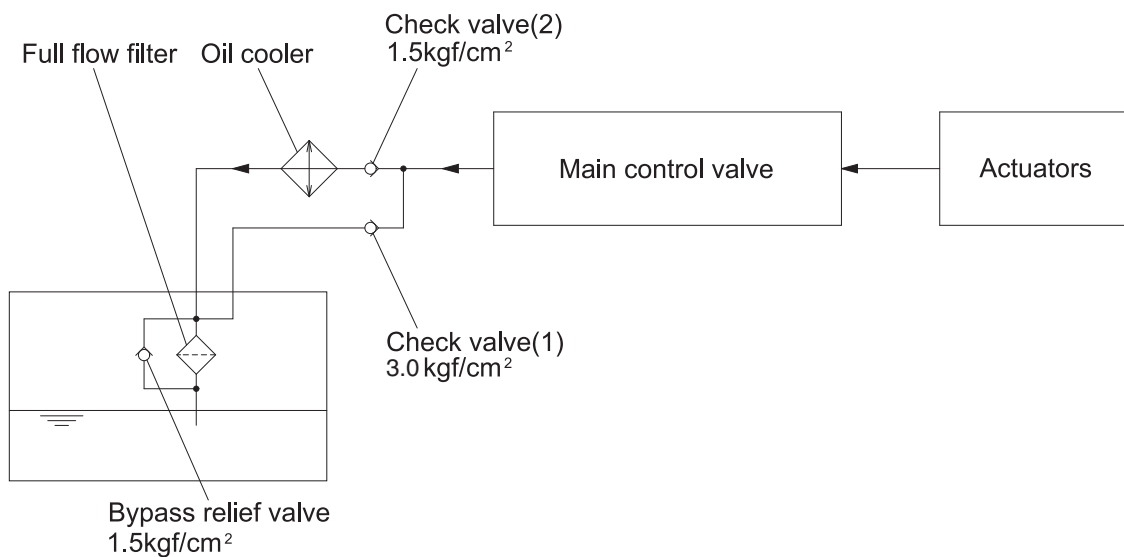 Check valve(2)
1.5kgf/cm²
Full flow filter
Oil cooler
Main control valve
Actuators
Check valve(1)
3.0kgf/cm²
Bypass relief valve
1.5kgf/cm²